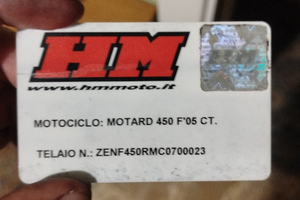 HM
www.hmmoto.it
MOTOCICLO: MOTARD 450 F'05 CT.
TELAIO N.: ZENF450RMC0700023